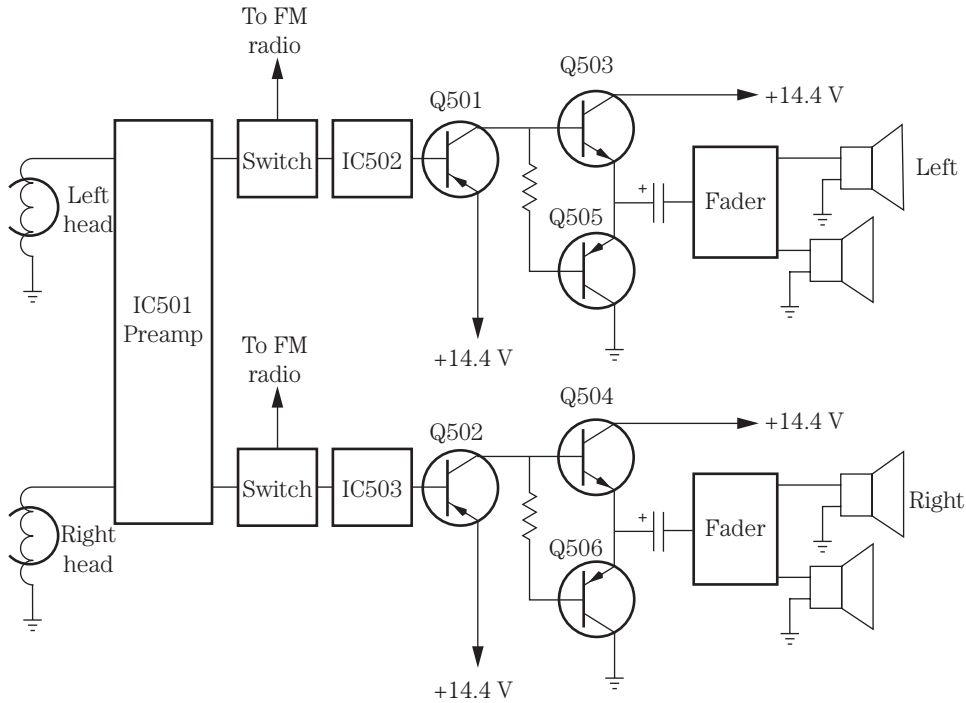 To FM
radio
Q501
Q503
+14.4 V
Switch
IC502
Left
head
+
Fader
Left
Q505
IC501
Preamp
+14.4 V
To FM
radio
Q502
Q504
+14.4 V
Switch
IC503
Right
head
+
Fader
Right
Q506
+14.4 V